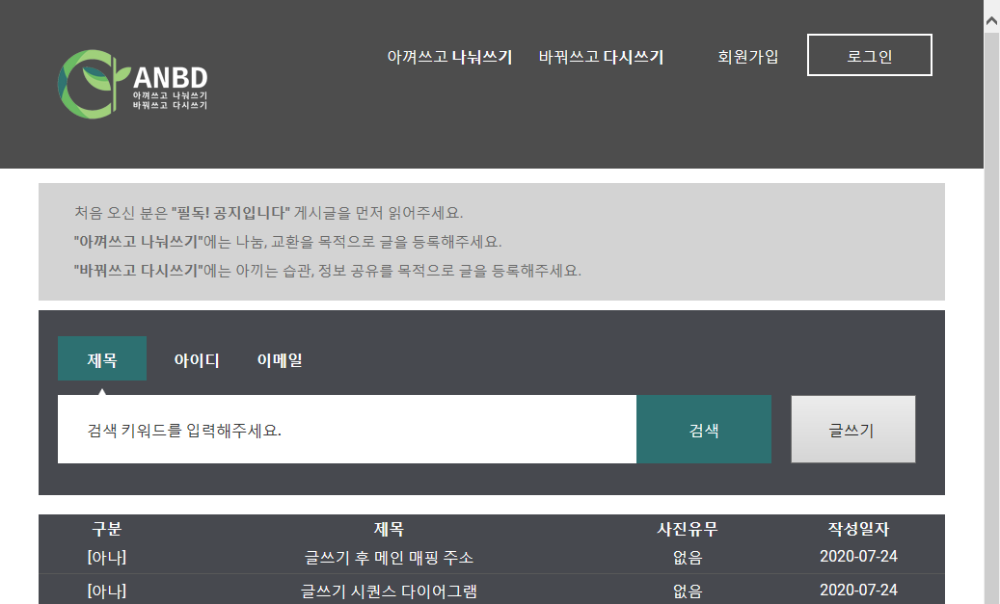 ANBD
아껴쓰고 나눠쓰기
바꿔쓰고 다시쓰기
아껴쓰고 나눠쓰기 바꿔쓰고 다시쓰기 회원가입 로그인
처음 오신 분은 "필독! 공지입니다" 게시글을 먼저 읽어주세요.
"아껴쓰고 나눠쓰기"에는 나눔, 교환을 목적으로 글을 등록해주세요.
"바꿔쓰고 다시쓰기"에는 아끼는 습관, 정보 공유를 목적으로 글을 등록해주세요.
제목 아이디 이메일
검색 키워드를 입력해주세요. 검색 글쓰기
구분 제목 사진유무 작성일자
[아나] 글쓰기 후 메인 매핑 주소 없음 2020-07-24
[아나] 글쓰기 시퀀스 다이어그램 없음 2020-07-24